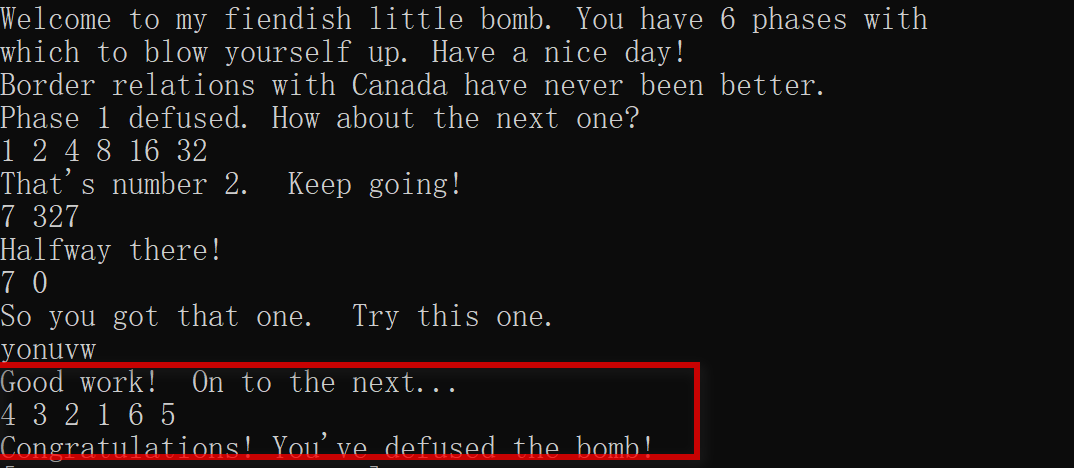 Welcome to my fiendish little bomb. You have 6 phases with
which to blow yourself up. Have a nice day!
Border relations with Canada have never been better.
Phase 1 defused. How about the next one?
1 2 4 8 16 32
That's number 2.  Keep going!
7 327
Halfway there!
7 0
So you got that one.  Try this one.
yonuvw
Good work!  On to the next...
4 3 2 1 6 5
Congratulations! You've defused the bomb!